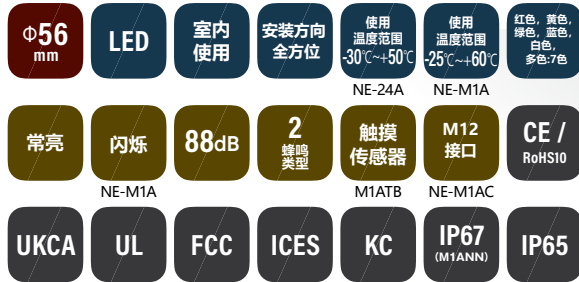 Φ56
mm
LED
室内
使用
安装方向
全方位
使用
温度范围
-30℃~+50℃
NE-24A
使用
温度范围
-25℃~+60℃
NE-M1A
红色，黄色，
绿色，蓝色，
白色，
多色:7色
常亮
闪烁
NE-M1A
88dB
2
蜂鸣
类型
触摸
传感器
M1ATB
M12
接口
NE-M1AC
CE /
RoHS10
UKCA
UL
FCC
ICES
KC
IP67
(M1ANN)
IP65